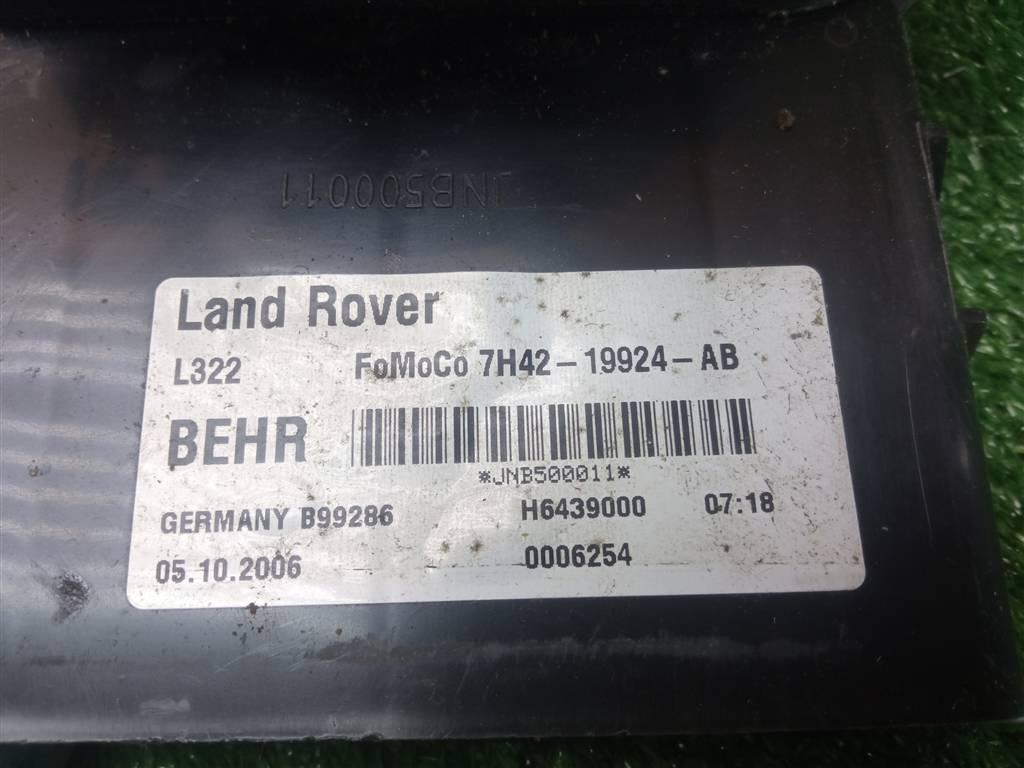 JNB500011
Land Rover
L322 FoMoCo 7H42-19924-AB
BEHR
*JNB500011*
GERMANY B99286 H6439000 07:18
05.10.2006 0006254